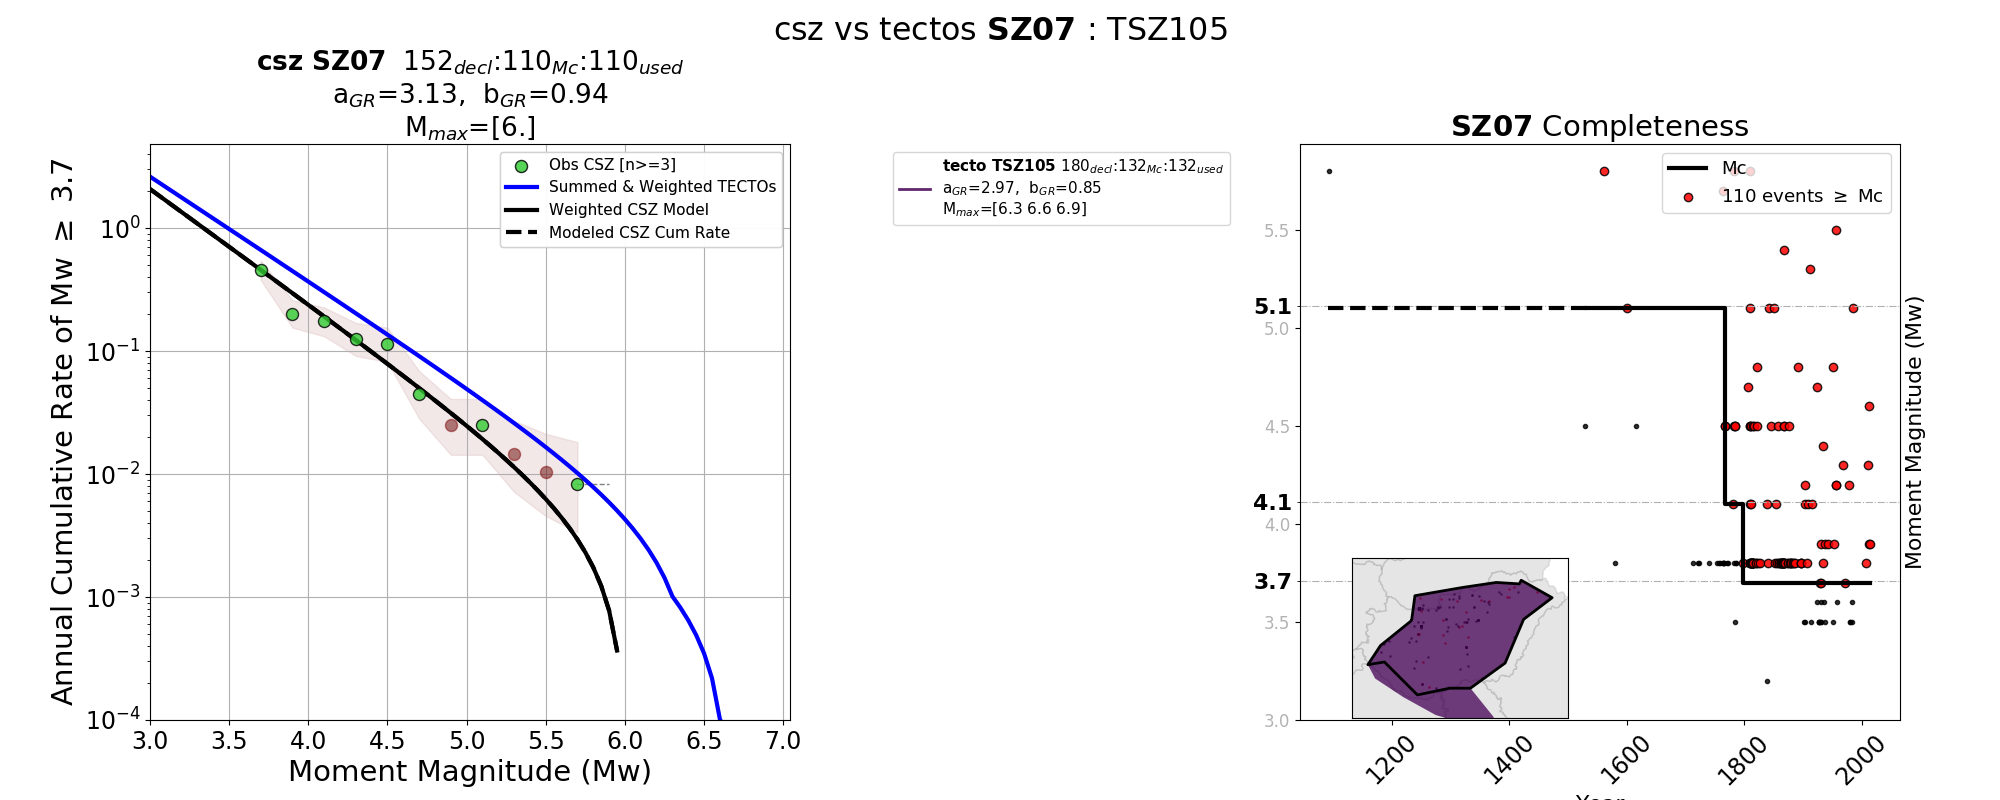 csz vs tectos SZ07 : TSZ105
csz SZ07 152decl:110Mc:110used
aGR=3.13, bGR=0.94
Mmax=[6.]
Annual Cumulative Rate of Mw ≥ 3.7
10^0
10^-1
10^-2
10^-3
10^-4
Obs CSZ [n>=3]
Summed & Weighted TECTOs
Weighted CSZ Model
Modeled CSZ Cum Rate
3.0 3.5 4.0 4.5 5.0 5.5 6.0 6.5 7.0
Moment Magnitude (Mw)
tecto TSZ105 180decl:132Mc:132used
aGR=2.97, bGR=0.85
Mmax=[6.3 6.6 6.9]
SZ07 Completeness
Mc
110 events ≥ Mc
5.5
5.1
5.0
4.5
4.1
4.0
3.7
3.5
3.0
Moment Magnitude (Mw)
1200 1400 1600 1800 2000